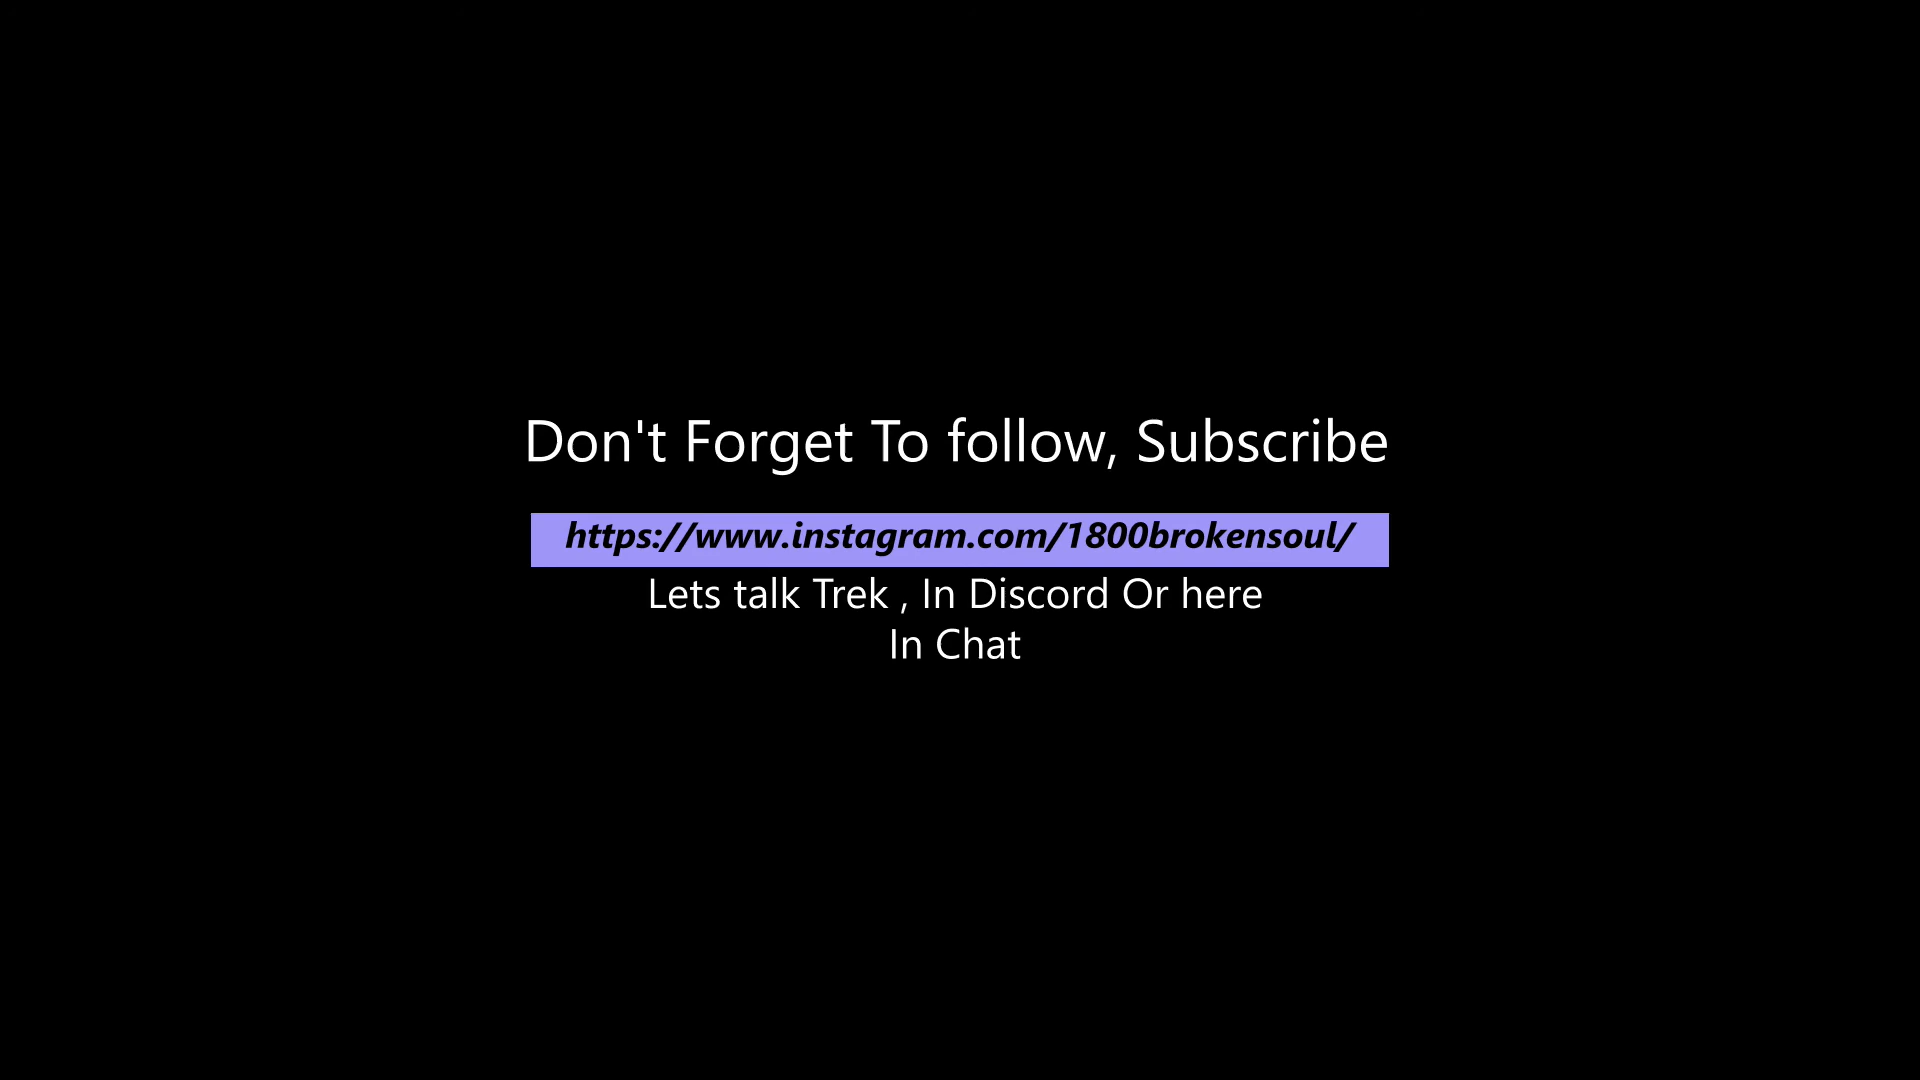 Don't Forget To follow, Subscribe
https://www.instagram.com/1800brokensoul/
Lets talk Trek , In Discord Or here
In Chat